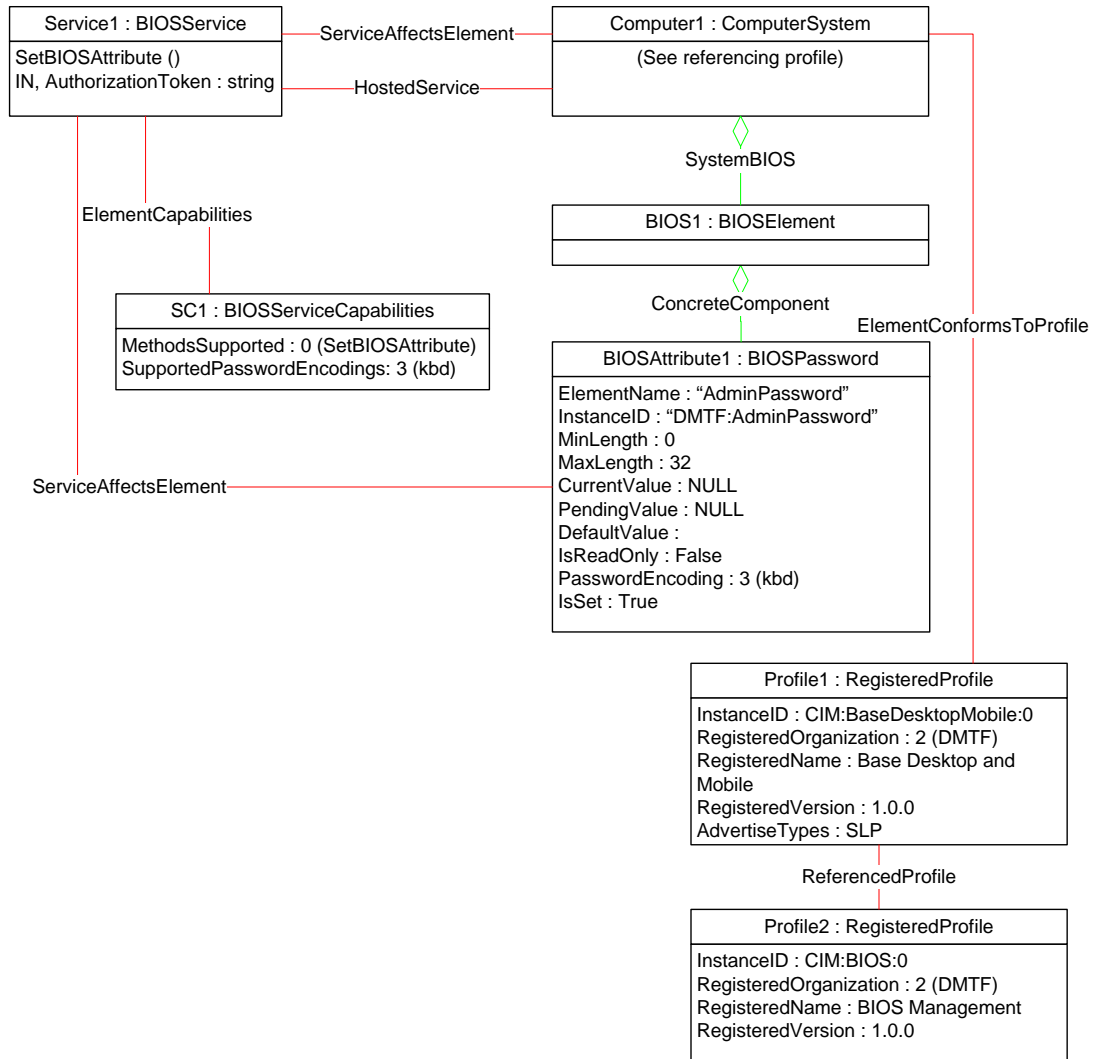 Service1 : BIOSService
SetBIOSAttribute ()
IN, AuthorizationToken : string
ServiceAffectsElement
HostedService
Computer1 : ComputerSystem
(See referencing profile)
SystemBIOS
ElementCapabilities
BIOS1 : BIOSElement
ConcreteComponent
ElementConformsToProfile
SC1 : BIOSServiceCapabilities
MethodsSupported : 0 (SetBIOSAttribute)
SupportedPasswordEncodings: 3 (kbd)
BIOSAttribute1 : BIOSPassword
ElementName : “AdminPassword”
InstanceID : “DMTF:AdminPassword”
MinLength : 0
MaxLength : 32
CurrentValue : NULL
PendingValue : NULL
DefaultValue :
IsReadOnly : False
PasswordEncoding : 3 (kbd)
IsSet : True
ServiceAffectsElement
Profile1 : RegisteredProfile
InstanceID : CIM:BaseDesktopMobile:0
RegisteredOrganization : 2 (DMTF)
RegisteredName : Base Desktop and
Mobile
RegisteredVersion : 1.0.0
AdvertiseTypes : SLP
ReferencedProfile
Profile2 : RegisteredProfile
InstanceID : CIM:BIOS:0
RegisteredOrganization : 2 (DMTF)
RegisteredName : BIOS Management
RegisteredVersion : 1.0.0